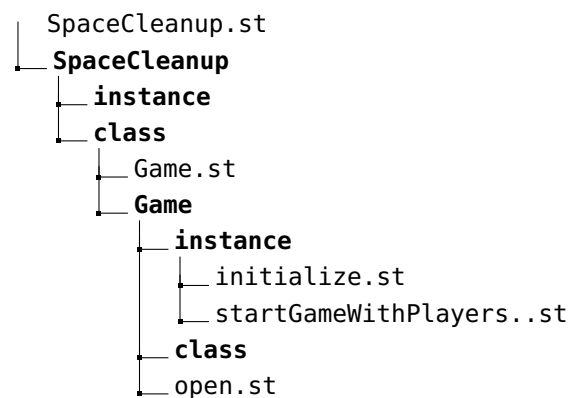 SpaceCleanup.st
SpaceCleanup
instance
class
Game.st
Game
instance
initialize.st
startGameWithPlayers..st
class
open.st